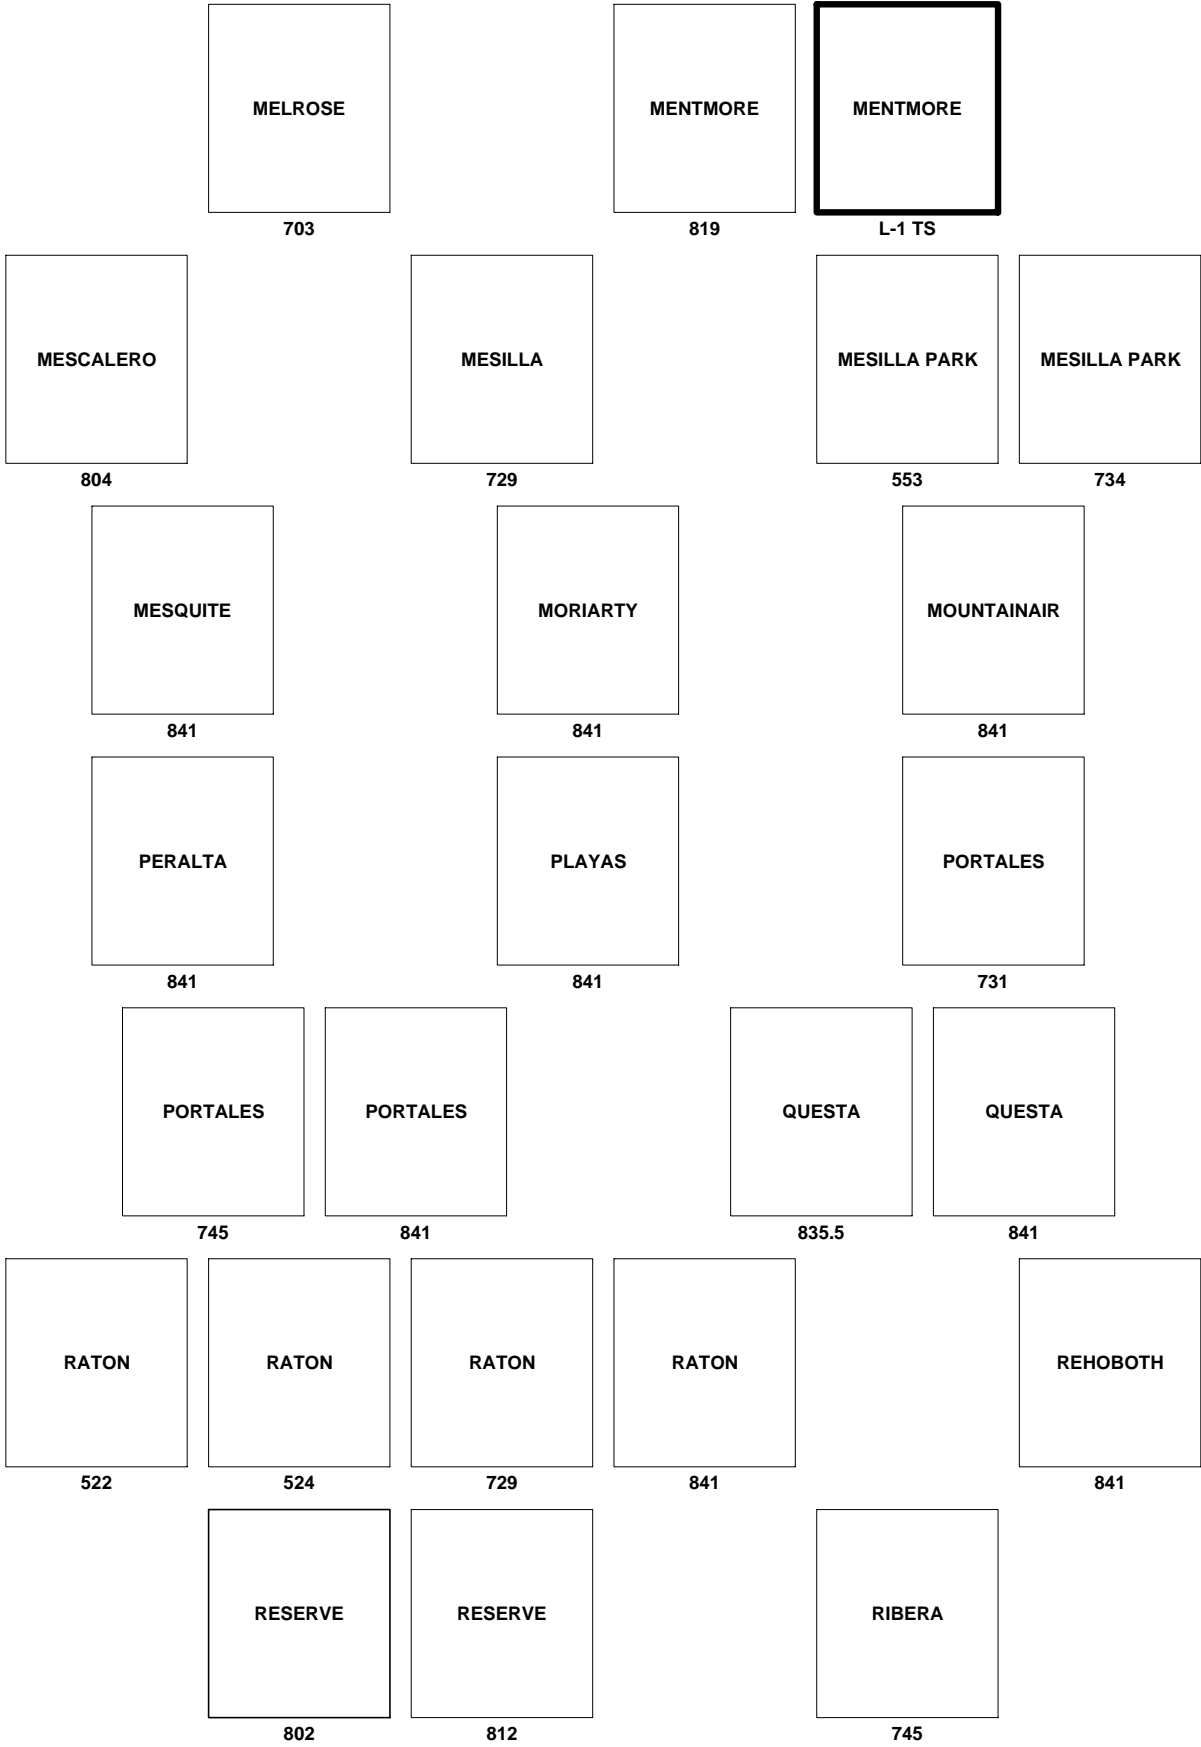 MELROSE MENTMORE MENTMORE
703 819 L-1 TS
MESCALERO MESILLA MESILLA PARK MESILLA PARK
804 729 553 734
MESQUITE MORIARTY MOUNTAINAIR
841 841 841
PERALTA PLAYAS PORTALES
841 841 731
PORTALES PORTALES QUESTA QUESTA
745 841 835.5 841
RATON RATON RATON RATON REHOBOTH
522 524 729 841 841
RESERVE RESERVE RIBERA
802 812 745